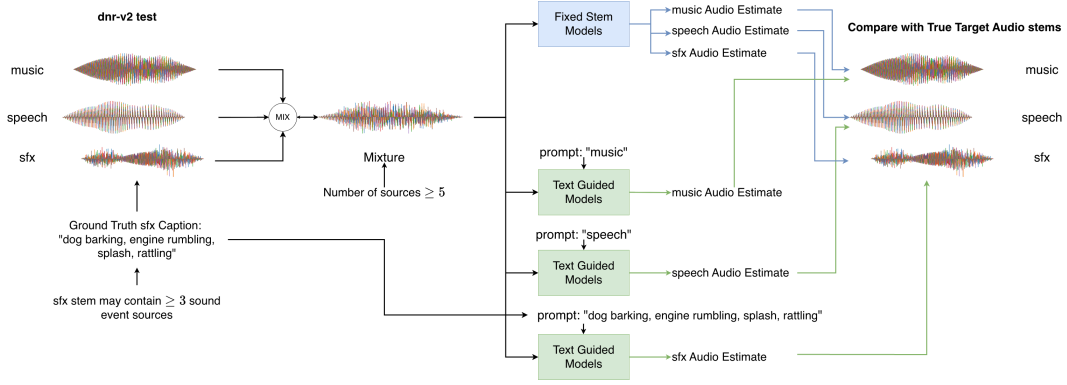 dnr-v2 test
music
speech
sfx
MIX
Mixture
Number of sources ≥ 5
Ground Truth sfx Caption:
"dog barking, engine rumbling,
splash, rattling"
sfx stem may contain ≥ 3 sound
event sources
Fixed Stem
Models
music Audio Estimate
speech Audio Estimate
sfx Audio Estimate
prompt: "music"
Text Guided
Models
music Audio Estimate
prompt: "speech"
Text Guided
Models
speech Audio Estimate
prompt: "dog barking, engine rumbling, splash, rattling"
Text Guided
Models
sfx Audio Estimate
Compare with True Target Audio stems
music
speech
sfx